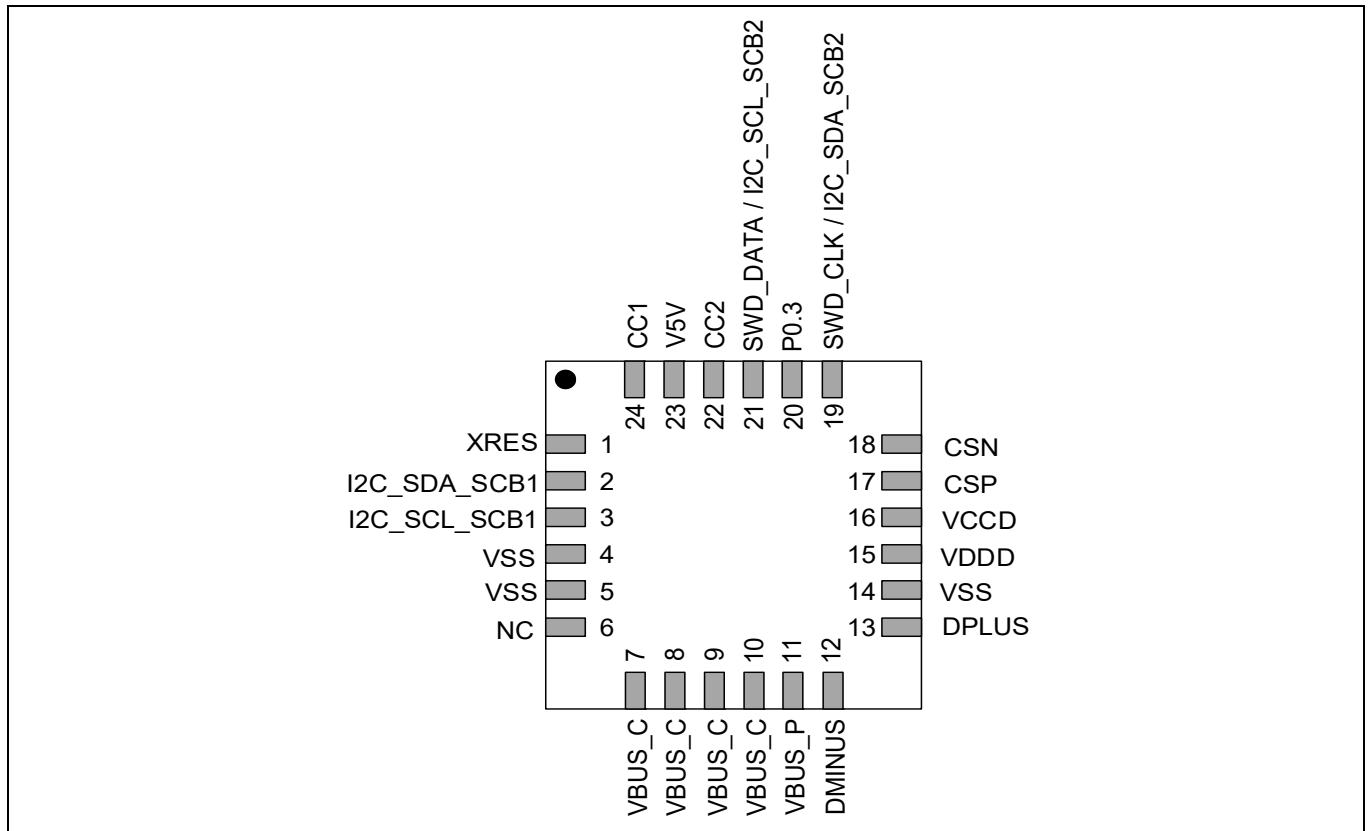 SWD_DATA / I2C_SCL_SCB2
SWD_CLK / I2C_SDA_SCB2
CC1
V5V
CC2
P0.3
24
23
22
21
20
19
XRES 1
I2C_SDA_SCB1 2
I2C_SCL_SCB1 3
VSS 4
VSS 5
NC 6
18 CSN
17 CSP
16 VCCD
15 VDDD
14 VSS
13 DPLUS
7
8
9
10
11
12
VBUS_C
VBUS_C
VBUS_C
VBUS_C
VBUS_P
DMINUS